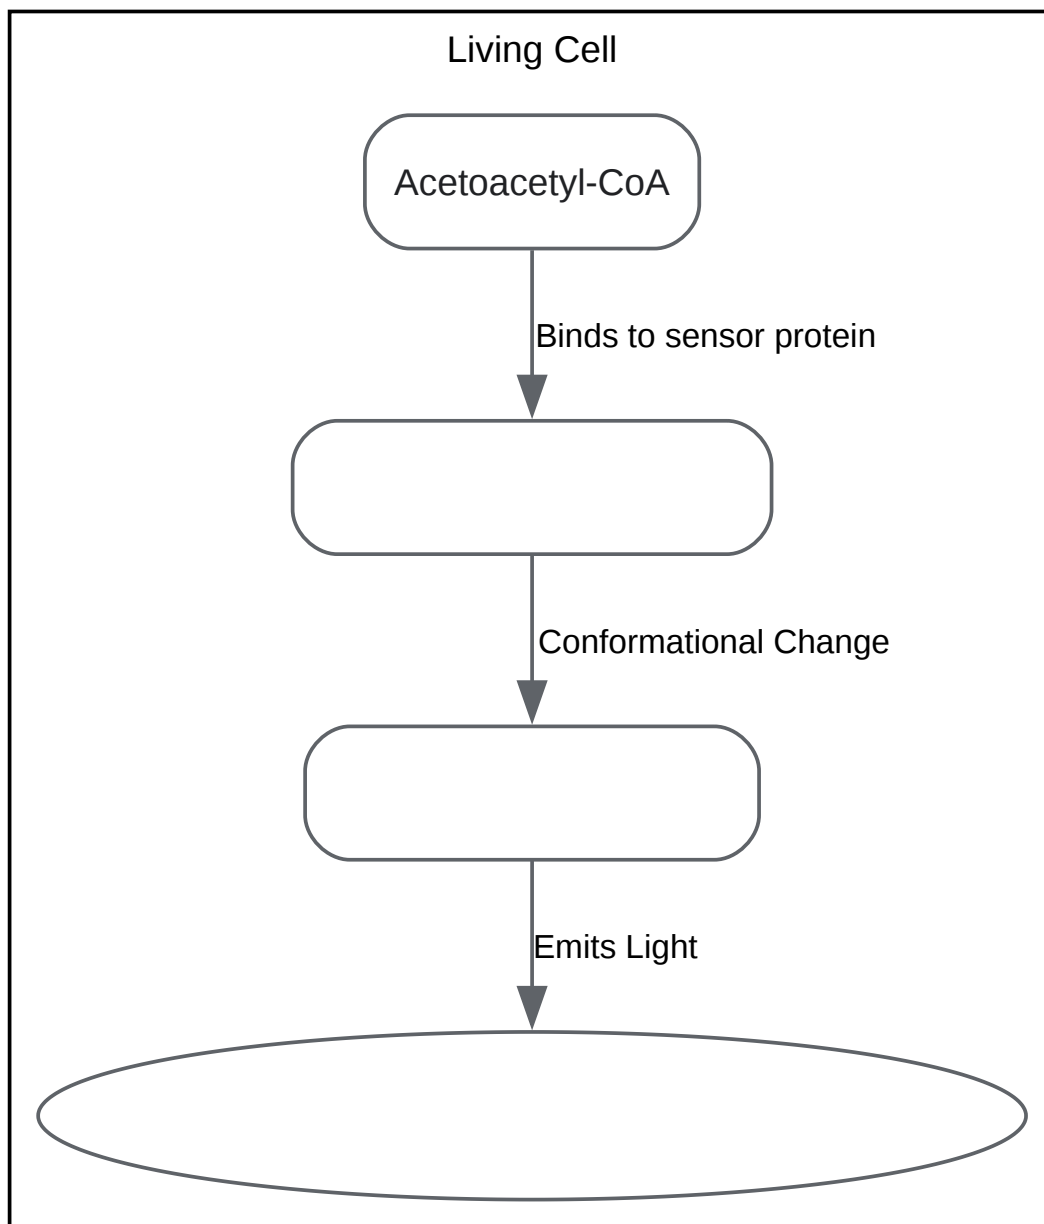 Living Cell
Acetoacetyl-CoA
Binds to sensor protein
Conformational Change
Emits Light